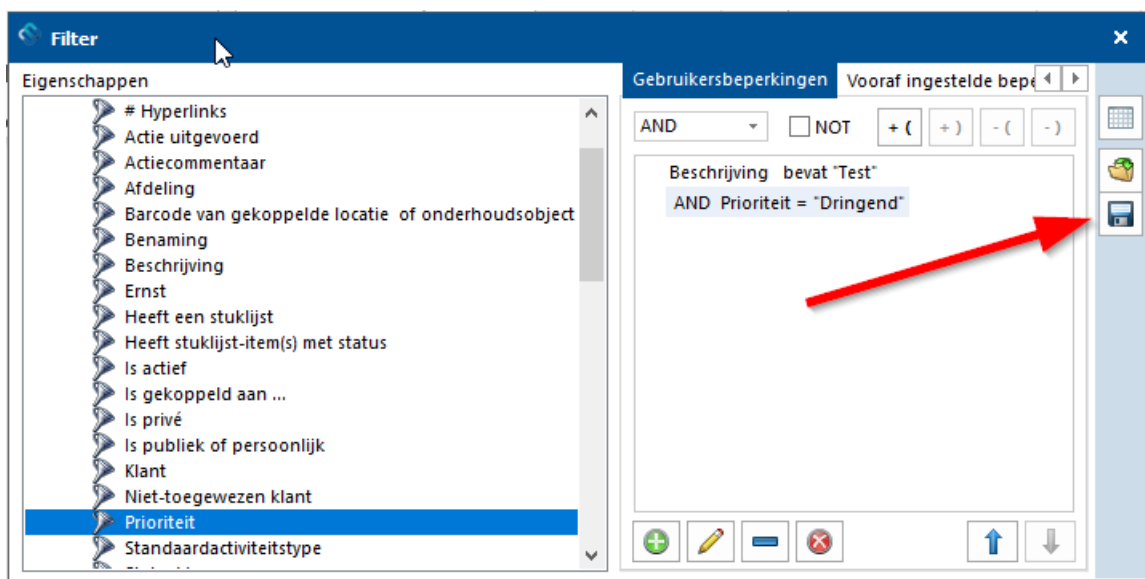 Filter
Eigenschappen
# Hyperlinks
Actie uitgevoerd
Actiecommentaar
Afdeling
Barcode van gekoppelde locatie of onderhoudsobject
Benaming
Beschrijving
Ernst
Heeft een stuklijst
Heeft stuklijst-item(s) met status
Is actief
Is gekoppeld aan ...
Is privé
Is publiek of persoonlijk
Klant
Niet-toegewezen klant
Prioriteit
Standaardactiviteitstype
Gebruikersbeperkingen Vooraf ingestelde bepe
AND NOT + ( + ) - ( - )
Beschrijving bevat "Test"
AND Prioriteit = "Dringend"